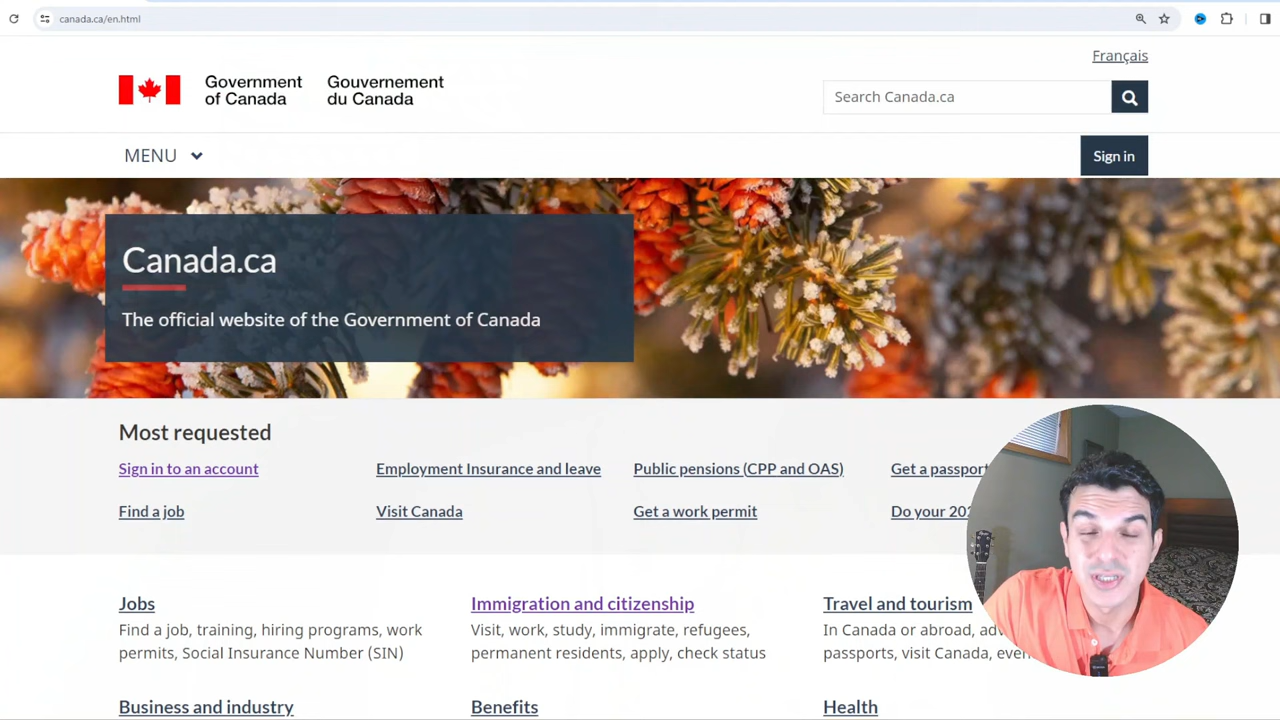 canada.ca/en.html
Français
Government of Canada
Gouvernement du Canada
Search Canada.ca
MENU
Sign in
Canada.ca
The official website of the Government of Canada
Most requested
Sign in to an account
Employment Insurance and leave
Public pensions (CPP and OAS)
Get a passport
Find a job
Visit Canada
Get a work permit
Do your
Jobs
Immigration and citizenship
Travel and tourism
Find a job, training, hiring programs, work
permits, Social Insurance Number (SIN)
Visit, work, study, immigrate, refugees,
permanent residents, apply, check status
In Canada or abroad,
passports, visit Canada,
Business and industry
Benefits
Health